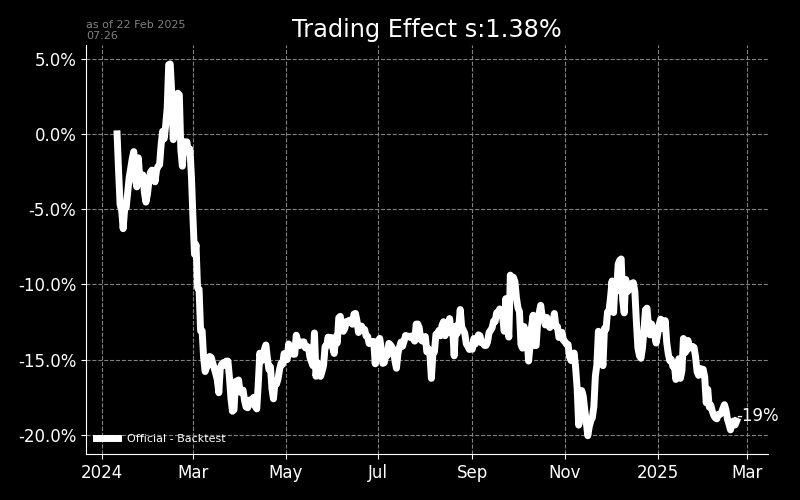 as of 22 Feb 2025
07:26
Trading Effect s:1.38%
5.0%
0.0%
-5.0%
-10.0%
-15.0%
-20.0%
-19%
Official - Backtest
2024 Mar May Jul Sep Nov 2025 Mar